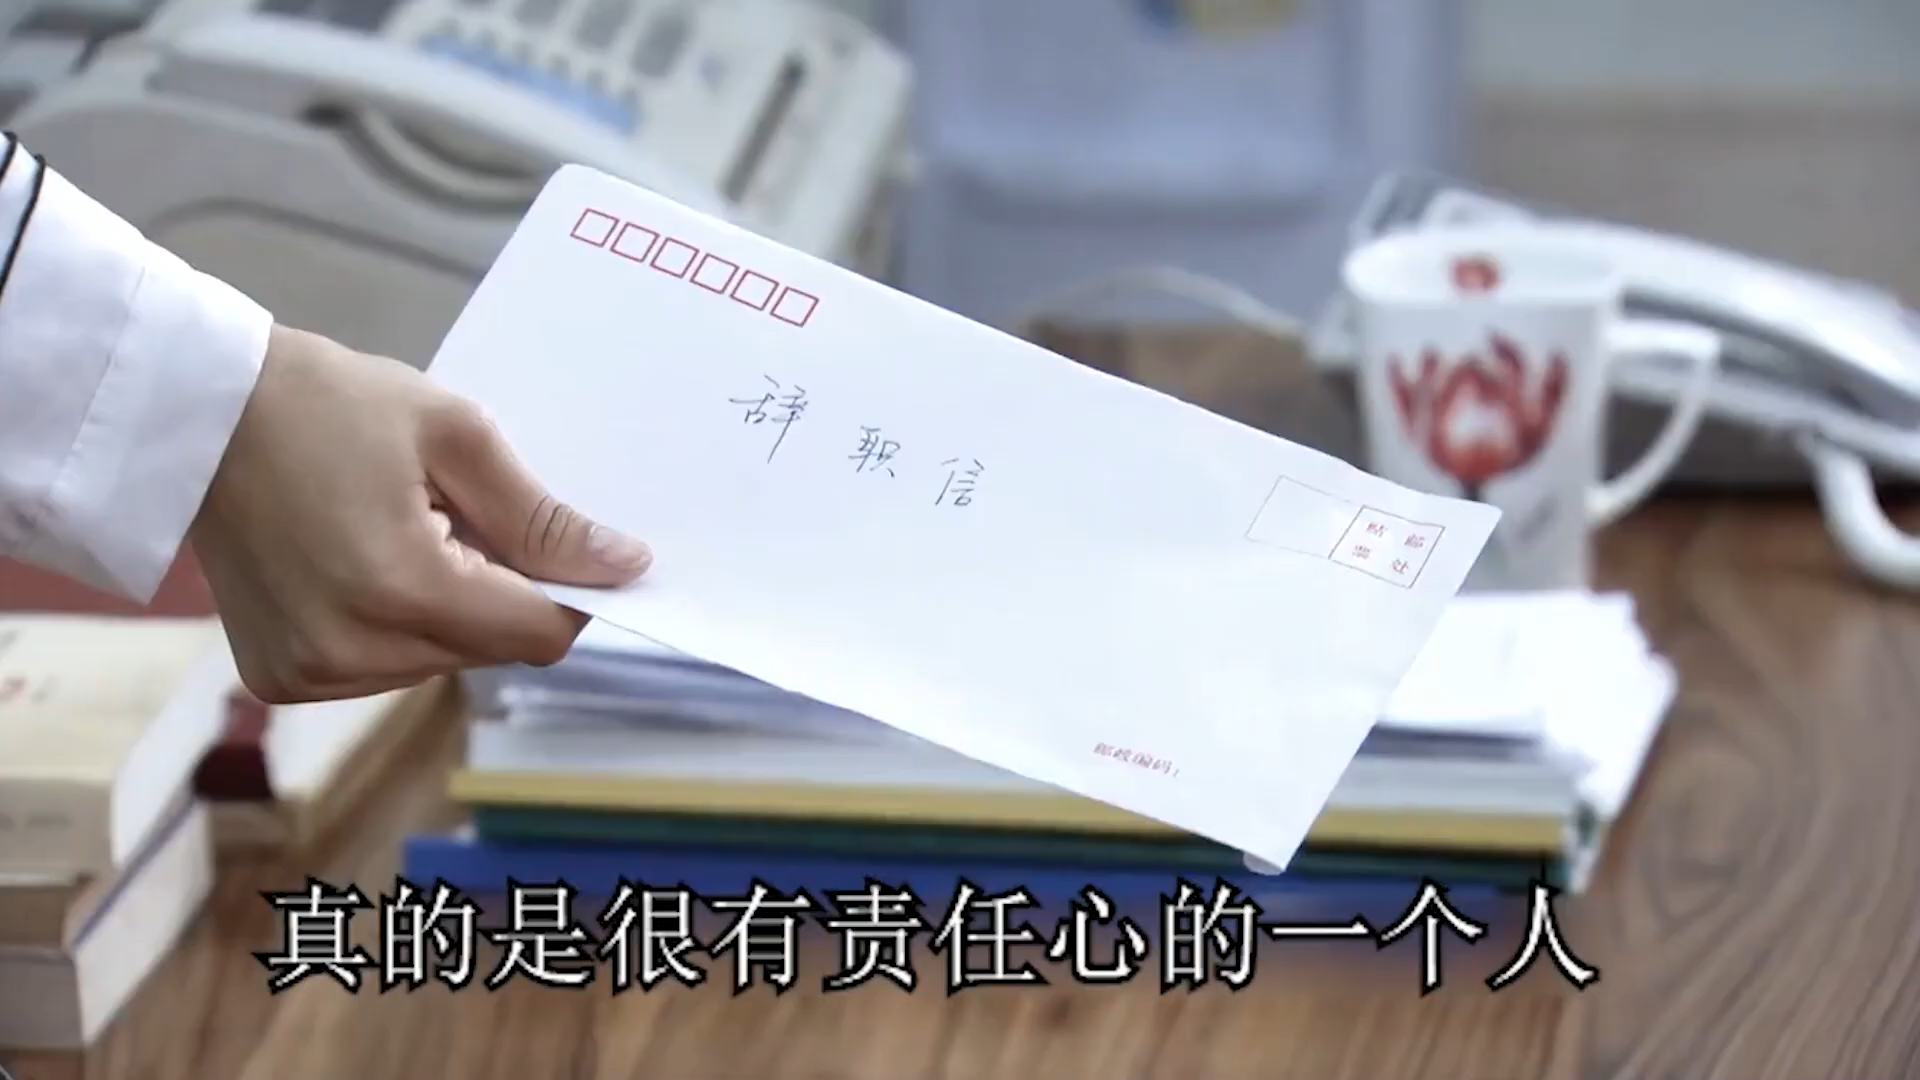 辞职信
贴邮
票处
邮政编码:
真的是很有责任心的一个人